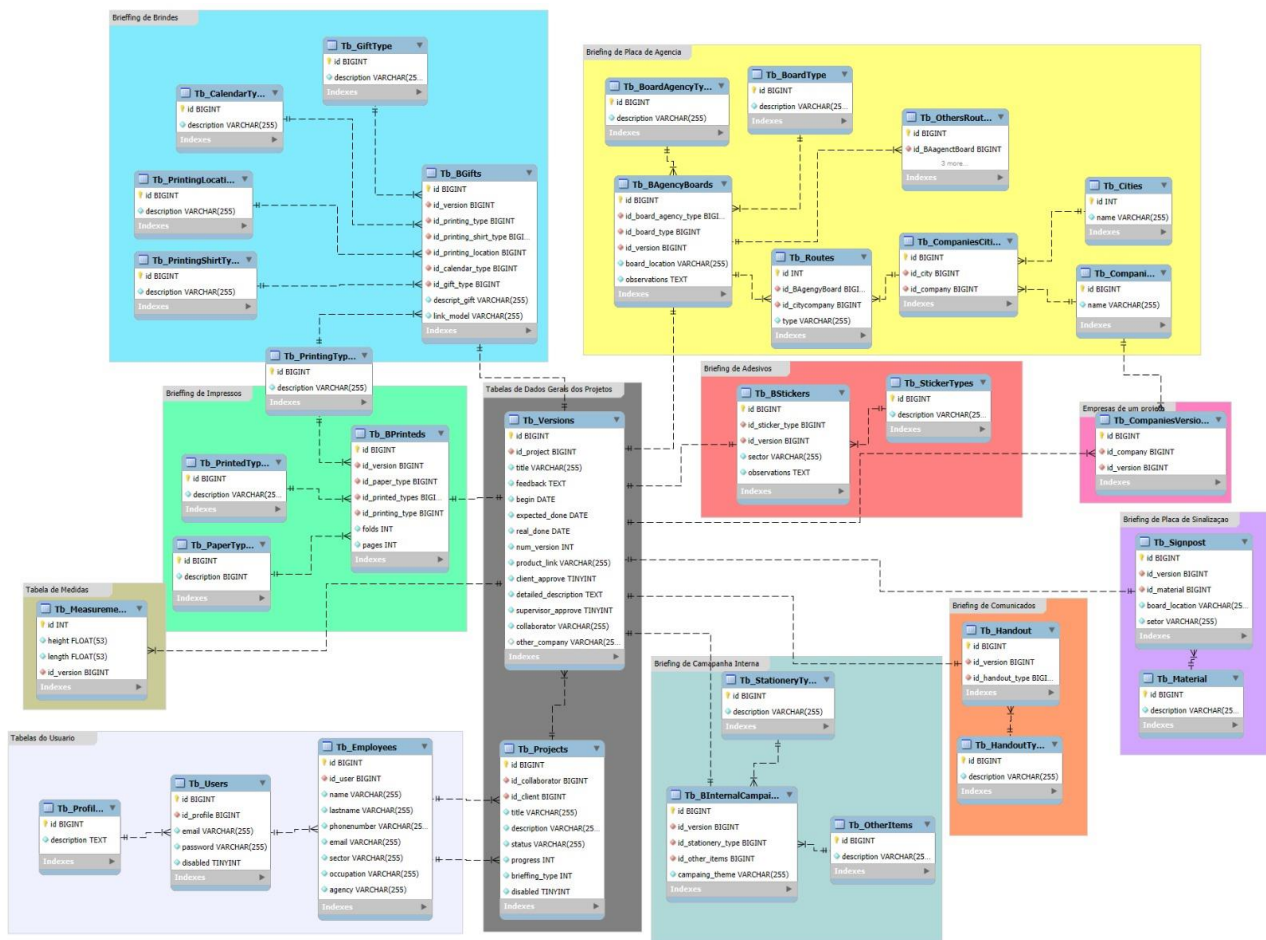 Brieffing de Brindes
Tb_GiftType
id BIGINT
description VARCHAR(25...
Indexes
Tb_CalendarTy...
id BIGINT
description VARCHAR(255)
Indexes
Tb_PrintingLocati...
id BIGINT
description VARCHAR(255)
Indexes
Tb_PrintingShirtTy...
id BIGINT
description VARCHAR(255)
Indexes
Tb_BGifts
id BIGINT
id_version BIGINT
id_printing_type BIGINT
id_printing_shirt_type BIGI...
id_printing_location BIGINT
id_calendar_type BIGINT
id_gift_type BIGINT
descript_gift VARCHAR(255)
link_model VARCHAR(255)
Indexes
Tb_PrintingTyp...
id BIGINT
description VARCHAR(255)
Indexes
Briefing de Placa de Agencia
Tb_BoardAgencyTy...
id BIGINT
description VARCHAR(255)
Indexes
Tb_BoardType
id BIGINT
description VARCHAR(25...
Indexes
Tb_OthersRout...
id BIGINT
id_BAagenctBoard BIGINT
3 more...
Indexes
Tb_BAgencyBoards
id BIGINT
id_board_agency_type BIGI...
id_board_type BIGINT
id_version BIGINT
board_location VARCHAR(255)
observations TEXT
Indexes
Tb_Routes
id INT
id_BAgengyBoard BIGI...
id_citycompany BIGINT
type VARCHAR(255)
Indexes
Tb_CompaniesCiti...
id BIGINT
id_city BIGINT
id_company BIGINT
Indexes
Tb_Cities
id INT
name VARCHAR(255)
Indexes
Tb_Compani...
id BIGINT
name VARCHAR(255)
Indexes
Brieffing de Impressos
Tb_PrintedTyp...
id BIGINT
description VARCHAR(25...
Indexes
Tb_PaperTyp...
id BIGINT
description BIGINT
Indexes
Tb_BPrinteds
id BIGINT
id_version BIGINT
id_paper_type BIGINT
id_printed_types BIGI...
id_printing_type BIGINT
folds INT
pages INT
Indexes
Tabelas de Dados Gerais dos Projetos
Tb_Versions
id BIGINT
id_project BIGINT
title VARCHAR(255)
feedback TEXT
begin DATE
expected_done DATE
real_done DATE
num_version INT
product_link VARCHAR(255)
client_approve TINYINT
detailed_description TEXT
supervisor_approve TINYINT
collaborator VARCHAR(255)
other_company VARCHAR(25...
Indexes
Tb_Projects
id BIGINT
id_collaborator BIGINT
id_client BIGINT
title VARCHAR(255)
description VARCHAR(25...
status VARCHAR(255)
progress INT
brieffing_type INT
disabled TINYINT
Indexes
Briefing de Adesivos
Tb_BStickers
id BIGINT
id_sticker_type BIGINT
id_version BIGINT
sector VARCHAR(255)
observations TEXT
Indexes
Tb_StickerTypes
id BIGINT
description VARCHAR(25...
Indexes
Empresas de um projeto
Tb_CompaniesVersio...
id BIGINT
id_company BIGINT
id_version BIGINT
Indexes
Briefing de Placa de Sinalizaçao
Tb_Signpost
id BIGINT
id_version BIGINT
id_material BIGINT
board_location VARCHAR(25...
setor VARCHAR(255)
Indexes
Tb_Material
id BIGINT
description VARCHAR(25...
Indexes
Tabela de Medidas
Tb_Measureme...
id INT
height FLOAT(53)
length FLOAT(53)
id_version BIGINT
Indexes
Briefing de Comunicados
Tb_Handout
id BIGINT
id_version BIGINT
id_handout_type BIGI...
Indexes
Tb_HandoutTy...
id BIGINT
description VARCHAR(255)
Indexes
Briefing de Camapanha Interna
Tb_StationeryTy...
id BIGINT
description VARCHAR(255)
Indexes
Tb_BInternalCampai...
id BIGINT
id_version BIGINT
id_stationery_type BIGINT
id_other_items BIGINT
campaing_theme VARCHAR(255)
Indexes
Tb_OtherItems
id BIGINT
description VARCHAR(25...
Indexes
Tabelas do Usuario
Tb_Profil...
id BIGINT
description TEXT
Indexes
Tb_Users
id BIGINT
id_profile BIGINT
email VARCHAR(255)
password VARCHAR(255)
disabled TINYINT
Indexes
Tb_Employees
id BIGINT
id_user BIGINT
name VARCHAR(255)
lastname VARCHAR(255)
phonenumber VARCHAR(25...
email VARCHAR(255)
sector VARCHAR(255)
occupation VARCHAR(255)
agency VARCHAR(255)
Indexes